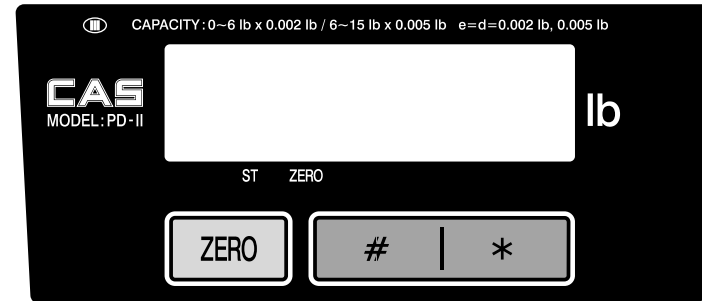 Ⅲ CAPACITY : 0~6 lb x 0.002 lb / 6~15 lb x 0.005 lb e=d=0.002 lb, 0.005 lb
CAS
MODEL: PD-II
lb
ST ZERO
ZERO # | *